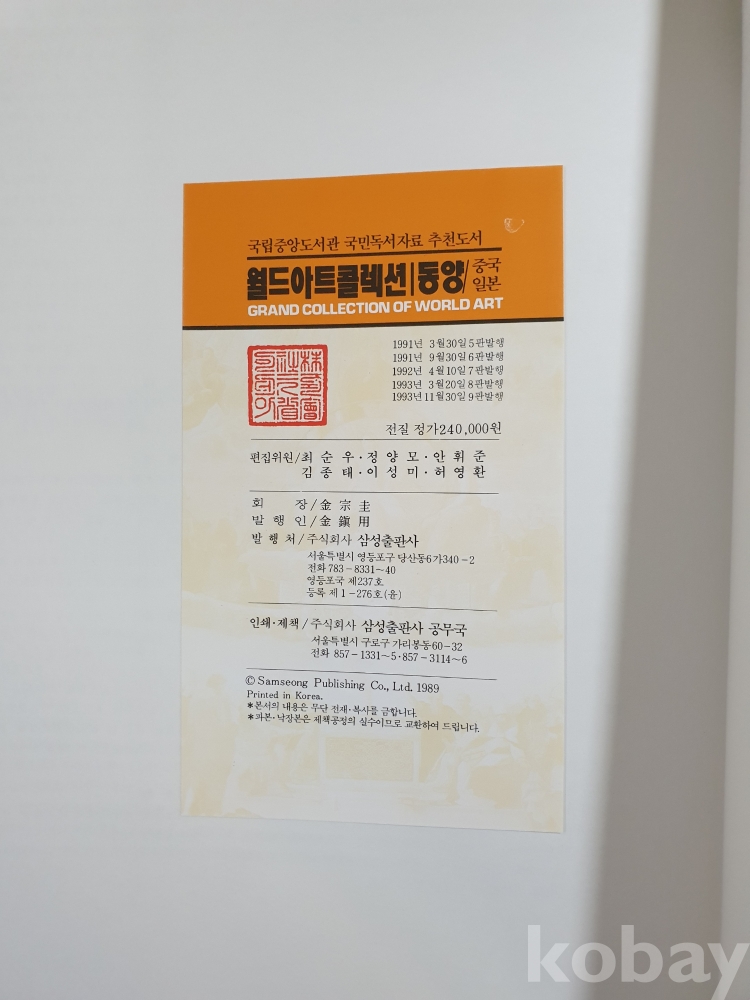 국립중앙도서관 국민독서자료 추천도서
월드아트콜렉션|동양/중국 일본
GRAND COLLECTION OF WORLD ART
1991년 3월30일 5판발행
1991년 9월30일 6판발행
1992년 4월10일 7판발행
1993년 3월20일 8판발행
1993년11월30일 9판발행
전질 정가240,000원
편집위원/최 순 우·정 양 모·안 휘 준
김 종 태·이 성 미·허 영 환
회 장/金 宗 圭
발 행 인/金 鎭 用
발 행 처/주식회사 삼성출판사
서울특별시 영등포구 당산동6가340-2
전화 783-8331~40
영등포국 제237호
등록 제1-276호(윤)
인쇄·제책/주식회사 삼성출판사 공무국
서울특별시 구로구 가리봉동60-32
전화 857-1331~5·857-3114~6
© Samseong Publishing Co., Ltd. 1989
Printed in Korea.
*본서의 내용은 무단 전재·복사를 금합니다.
*파본·낙장본은 제책공정의 실수이므로 교환하여 드립니다.
kobay